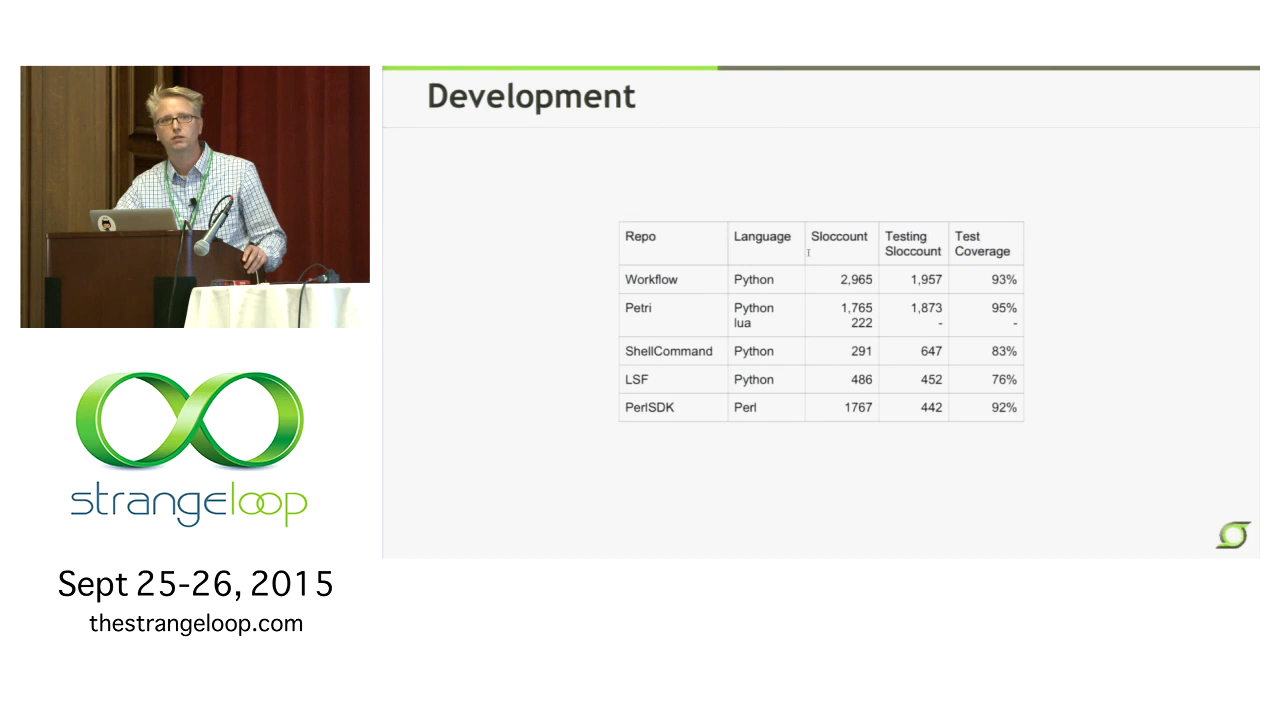 Development
Repo Language Sloccount Testing Sloccount Test Coverage
Workflow Python 2,965 1,957 93%
Petri Python 1,765 1,873 95%
lua 222 - -
ShellCommand Python 291 647 83%
LSF Python 486 452 76%
PerlSDK Perl 1767 442 92%
strangeloop
Sept 25-26, 2015
thestrangeloop.com